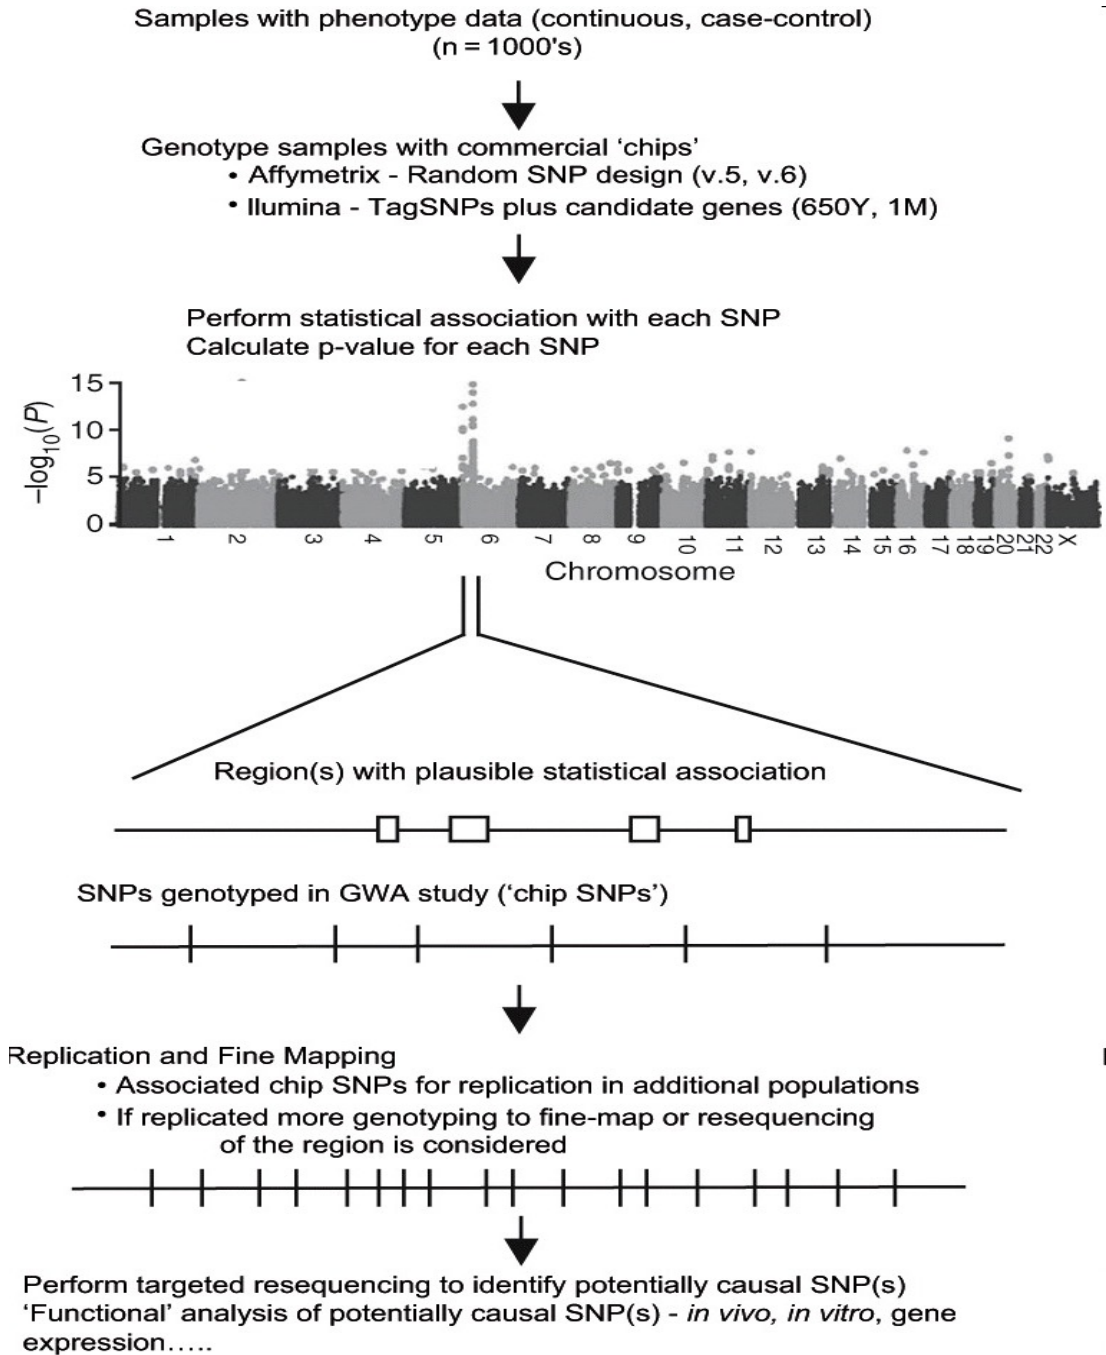 Samples with phenotype data (continuous, case-control)
(n = 1000's)
Genotype samples with commercial ‘chips’
• Affymetrix - Random SNP design (v.5, v.6)
• Ilumina - TagSNPs plus candidate genes (650Y, 1M)
Perform statistical association with each SNP
Calculate p-value for each SNP
15
10
5
0
–log10(P)
1 2 3 4 5 6 7 8 9 10 11 12 13 14 15 16 17 18 19 20 21 22 X
Chromosome
Region(s) with plausible statistical association
SNPs genotyped in GWA study (‘chip SNPs’)
Replication and Fine Mapping
• Associated chip SNPs for replication in additional populations
• If replicated more genotyping to fine-map or resequencing
of the region is considered
Perform targeted resequencing to identify potentially causal SNP(s)
‘Functional’ analysis of potentially causal SNP(s) - in vivo, in vitro, gene
expression.....